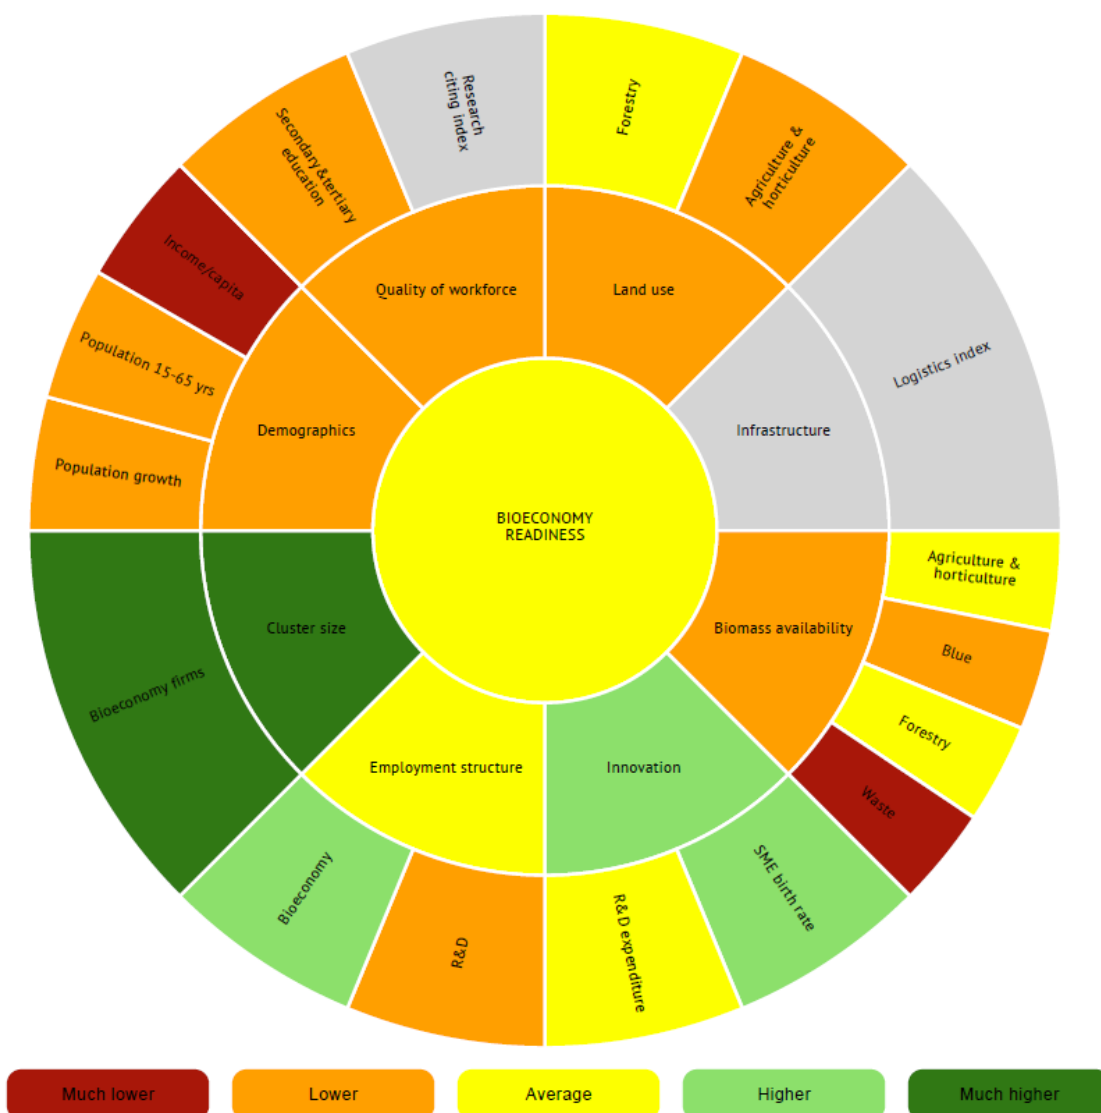 Research
citing index
Forestry
Secondary&tertiary
education
Agriculture &
horticulture
Income/capita
Quality of workforce
Land use
Logistics index
Population 15-65 yrs
Demographics
Infrastructure
Population growth
BIOECONOMY
READINESS
Agriculture &
horticulture
Cluster size
Biomass availability
Blue
Bioeconomy firms
Forestry
Employment structure
Innovation
Waste
Bioeconomy
SME birth rate
R&D
R&D expenditure
Much lower
Lower
Average
Higher
Much higher